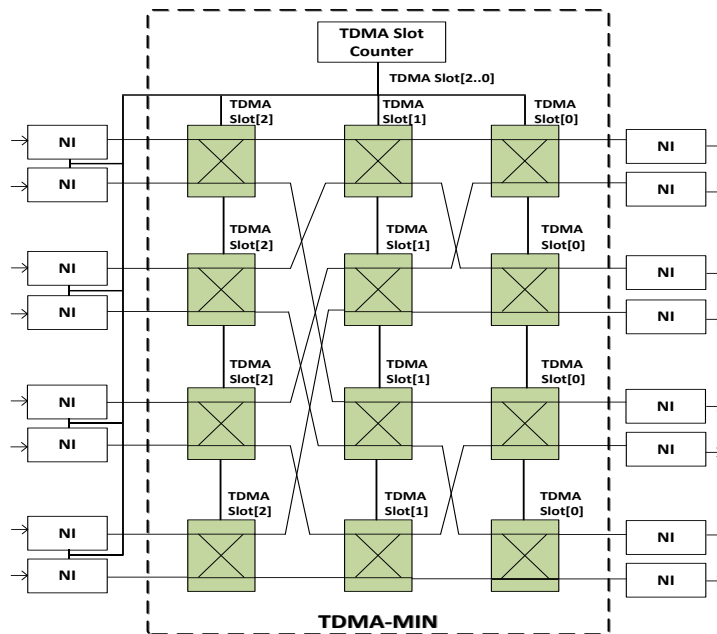 TDMA Slot
Counter
TDMA Slot[2..0]
TDMA
Slot[2]
TDMA
Slot[1]
TDMA
Slot[0]
NI
NI
NI
NI
TDMA
Slot[2]
TDMA
Slot[1]
TDMA
Slot[0]
NI
NI
NI
NI
TDMA
Slot[2]
TDMA
Slot[1]
TDMA
Slot[0]
NI
NI
NI
NI
TDMA
Slot[2]
TDMA
Slot[1]
TDMA
Slot[0]
NI
NI
NI
NI
TDMA-MIN